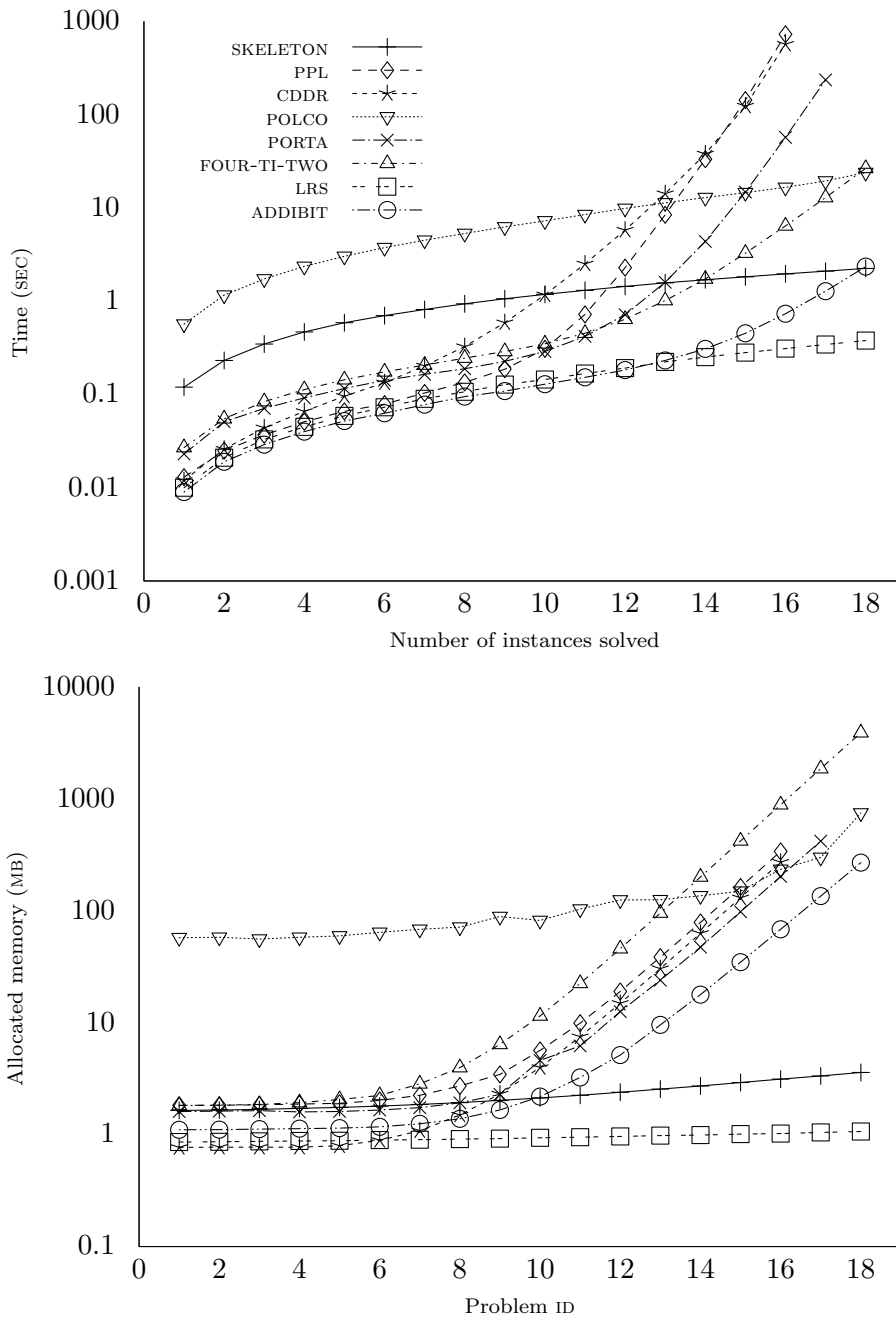 1000
100
10
1
0.1
0.01
0.001
Time (SEC)
SKELETON
PPL
CDDR
POLCO
PORTA
FOUR-TI-TWO
LRS
ADDIBIT
0 2 4 6 8 10 12 14 16 18
Number of instances solved
10000
1000
100
10
1
0.1
Allocated memory (MB)
0 2 4 6 8 10 12 14 16 18
Problem ID